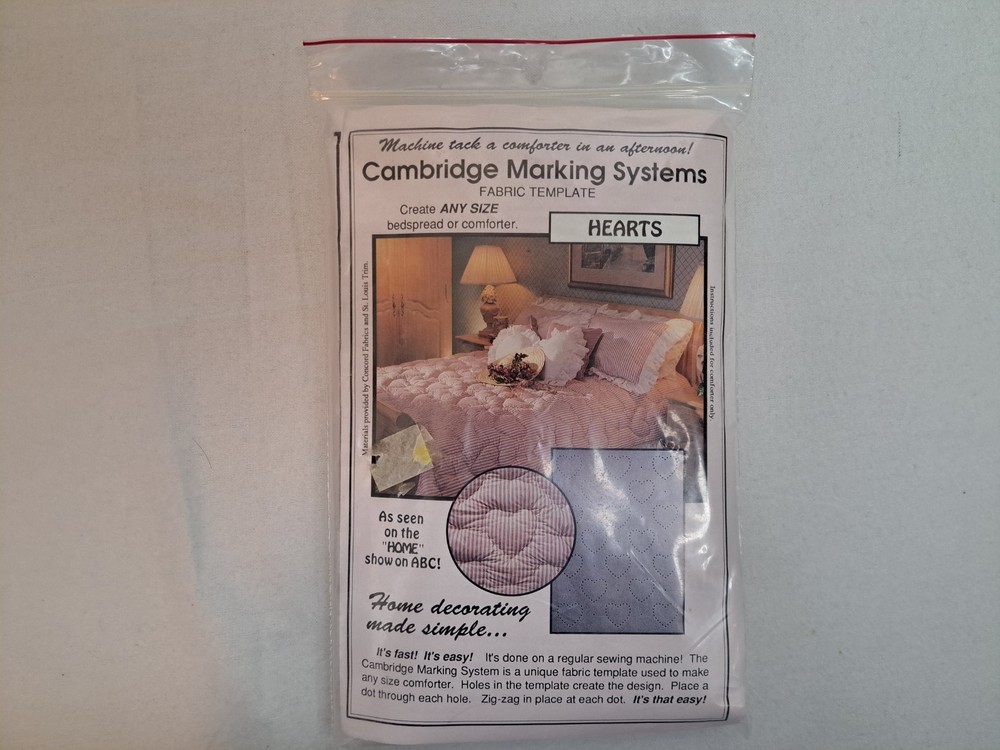 Machine tack a comforter in an afternoon!
Cambridge Marking Systems
FABRIC TEMPLATE
Create ANY SIZE
bedspread or comforter.
HEARTS
Materials provided by Concord Fabrics and St. Louis Trim.
Instructions included for comforter only
As seen
on the
"HOME"
show on ABC!
Home decorating
made simple...
It's fast! It's easy! It's done on a regular sewing machine! The
Cambridge Marking System is a unique fabric template used to make
any size comforter. Holes in the template create the design. Place a
dot through each hole. Zig-zag in place at each dot. It's that easy!